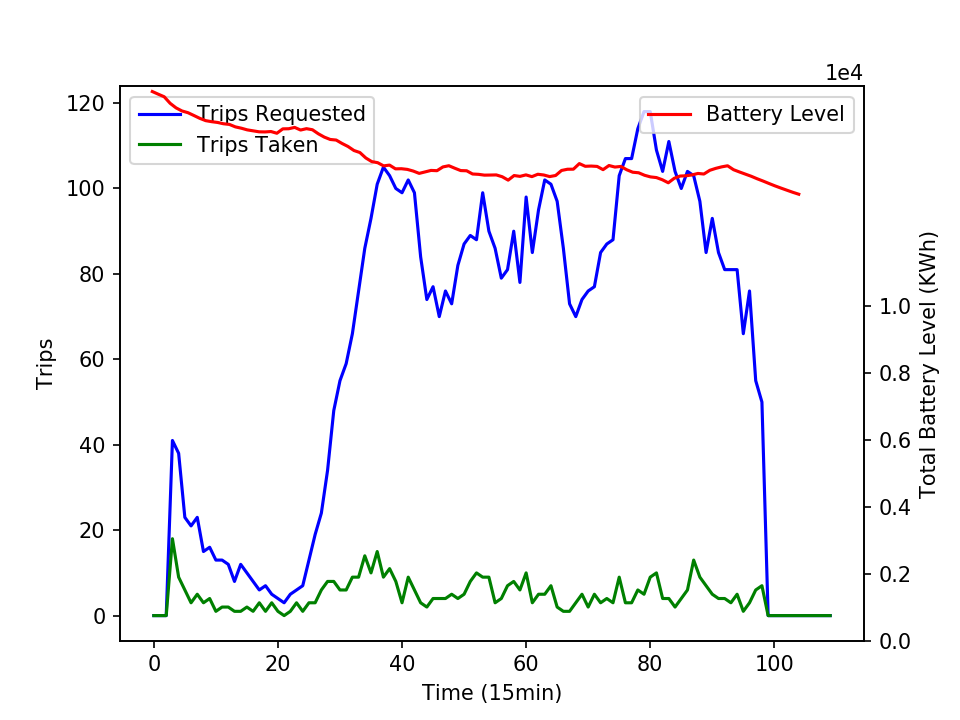 1e4
Trips Requested
Trips Taken
Battery Level
120
100
80
60
40
20
0
Trips
1.0
0.8
0.6
0.4
0.2
0.0
Total Battery Level (KWh)
0 20 40 60 80 100
Time (15min)